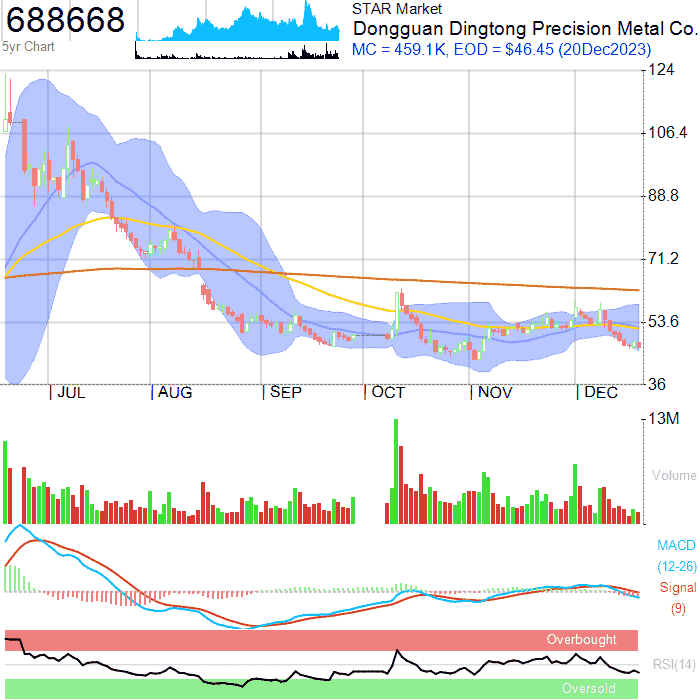 688668
5yr Chart
STAR Market
Dongguan Dingtong Precision Metal Co.
MC = 459.1K, EOD = $46.45 (20Dec2023)
124
106.4
88.8
71.2
53.6
36
JUL AUG SEP OCT NOV DEC
13M
Volume
MACD
(12-26)
Signal
(9)
Overbought
RSI(14)
Oversold